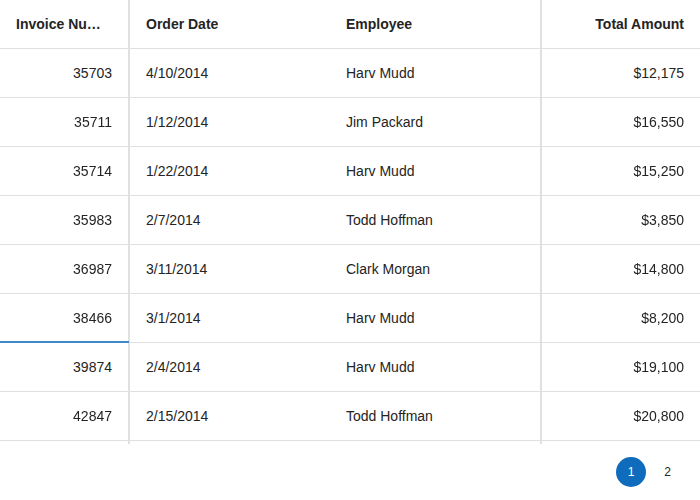 Invoice Nu… Order Date Employee Total Amount
35703 4/10/2014 Harv Mudd $12,175
35711 1/12/2014 Jim Packard $16,550
35714 1/22/2014 Harv Mudd $15,250
35983 2/7/2014 Todd Hoffman $3,850
36987 3/11/2014 Clark Morgan $14,800
38466 3/1/2014 Harv Mudd $8,200
39874 2/4/2014 Harv Mudd $19,100
42847 2/15/2014 Todd Hoffman $20,800
1 2